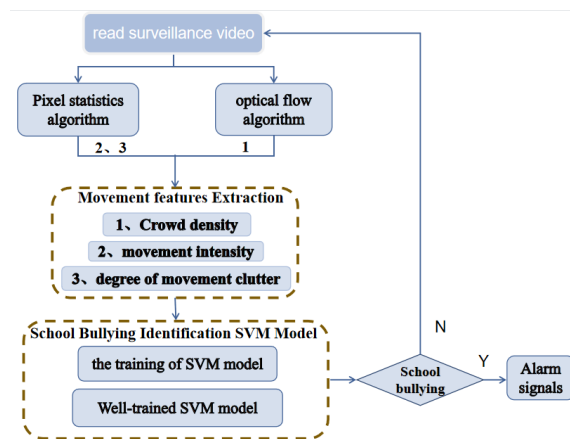 read surveillance video
Pixel statistics
algorithm
optical flow
algorithm
2、3
1
Movement features Extraction
1、Crowd density
2、movement intensity
3、degree of movement clutter
School Bullying Identification SVM Model
the training of SVM model
Well-trained SVM model
N
School
bullying
Y
Alarm
signals